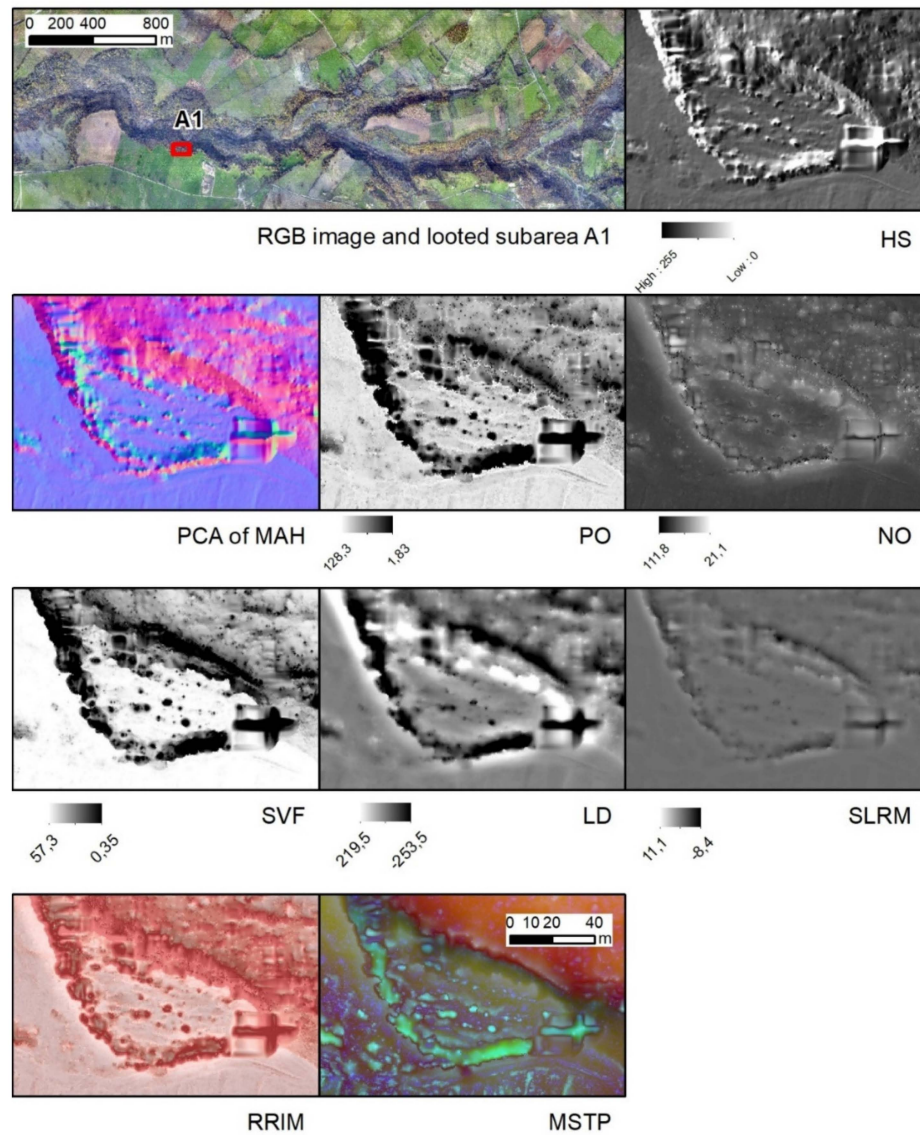 0 200 400 800
m
A1
RGB image and looted subarea A1
High : 255
Low : 0
HS
PCA of MAH
128,3
1,83
PO
111,8
21,1
NO
57,3
0,35
SVF
219,5
-253,5
LD
11,1
-8,4
SLRM
RRIM
0 10 20 40
m
MSTP